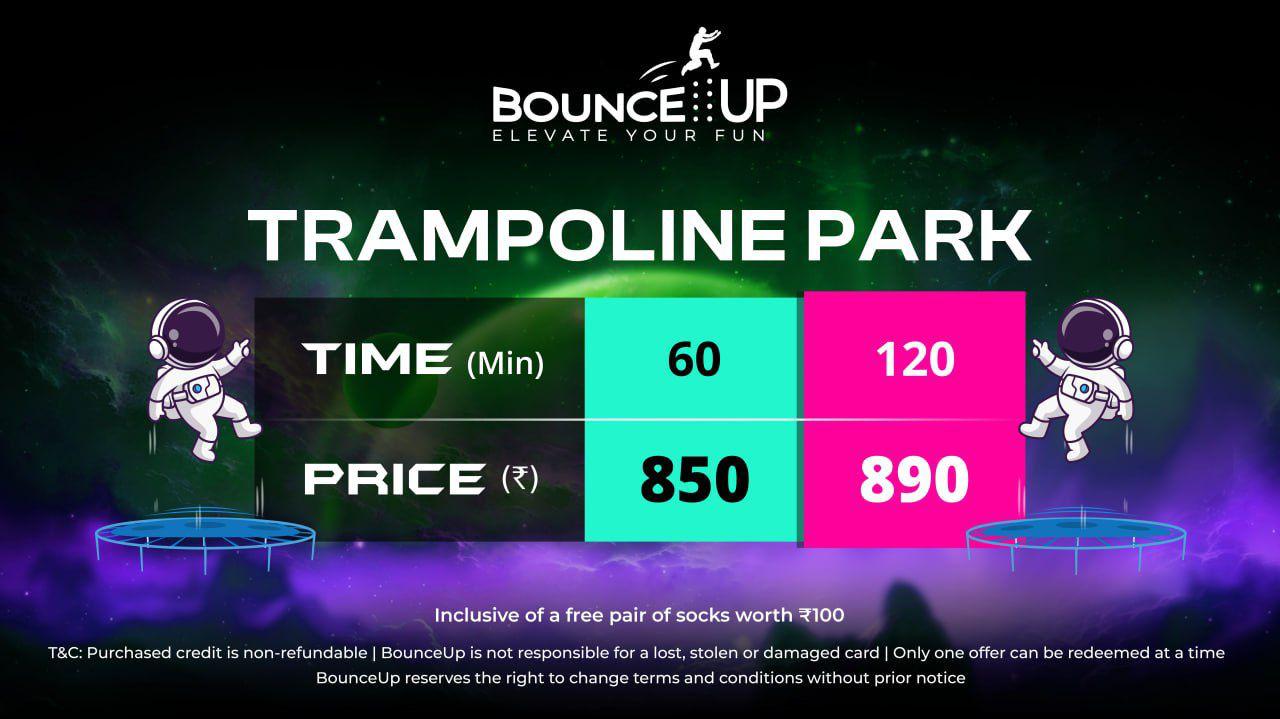 BOUNCE UP
ELEVATE YOUR FUN
TRAMPOLINE PARK
TIME (Min) 60 120
PRICE (₹) 850 890
Inclusive of a free pair of socks worth ₹100
T&C: Purchased credit is non-refundable | BounceUp is not responsible for a lost, stolen or damaged card | Only one offer can be redeemed at a time
BounceUp reserves the right to change terms and conditions without prior notice